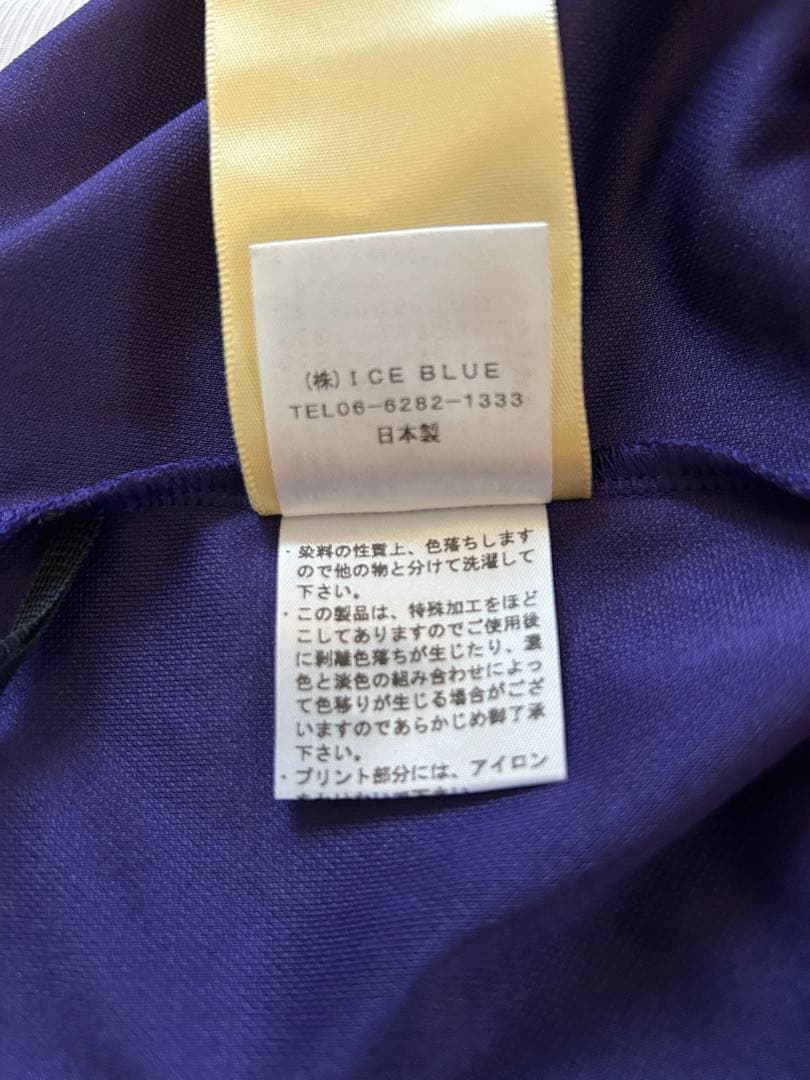 (株)ICE BLUE
TEL06-6282-1333
日本製
・染料の性質上、色落ちします
ので他の物と分けて洗濯して
下さい。
・この製品は、特殊加工をほど
こしてありますのでご使用後
に剥離色落ちが生じたり、濃
色と淡色の組み合わせによっ
て色移りが生じる場合がござ
いますのであらかじめ御了承
下さい。
・プリント部分には、アイロン